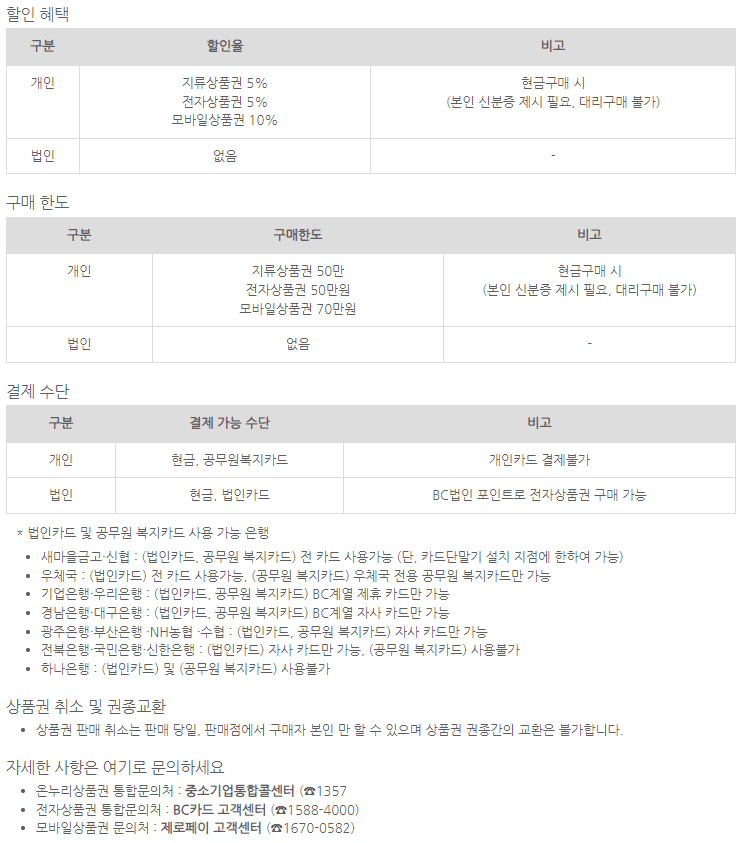 할인 혜택
구분 할인율 비고
개인 지류상품권 5% 현금구매 시
전자상품권 5% (본인 신분증 제시 필요, 대리구매 불가)
모바일상품권 10%
법인 없음 -
구매 한도
구분 구매한도 비고
개인 지류상품권 50만 현금구매 시
전자상품권 50만원 (본인 신분증 제시 필요, 대리구매 불가)
모바일상품권 70만원
법인 없음 -
결제 수단
구분 결제 가능 수단 비고
개인 현금, 공무원복지카드 개인카드 결제불가
법인 현금, 법인카드 BC법인 포인트로 전자상품권 구매 가능
* 법인카드 및 공무원 복지카드 사용 가능 은행
• 새마을금고·신협 : (법인카드, 공무원 복지카드) 전 카드 사용가능 (단, 카드단말기 설치 지점에 한하여 가능)
• 우체국 : (법인카드) 전 카드 사용가능, (공무원 복지카드) 우체국 전용 공무원 복지카드만 가능
• 기업은행·우리은행 : (법인카드, 공무원 복지카드) BC계열 제휴 카드만 가능
• 경남은행·대구은행 : (법인카드, 공무원 복지카드) BC계열 자사 카드만 가능
• 광주은행·부산은행 ·NH농협 ·수협 : (법인카드, 공무원 복지카드) 자사 카드만 가능
• 전북은행·국민은행·신한은행 : (법인카드) 자사 카드만 가능, (공무원 복지카드) 사용불가
• 하나은행 : (법인카드) 및 (공무원 복지카드) 사용불가
상품권 취소 및 권종교환
• 상품권 판매 취소는 판매 당일, 판매점에서 구매자 본인 만 할 수 있으며 상품권 권종간의 교환은 불가합니다.
자세한 사항은 여기로 문의하세요
• 온누리상품권 통합문의처 : 중소기업통합콜센터 (☎1357
• 전자상품권 통합문의처 : BC카드 고객센터 (☎1588-4000)
• 모바일상품권 문의처 : 제로페이 고객센터 (☎1670-0582)